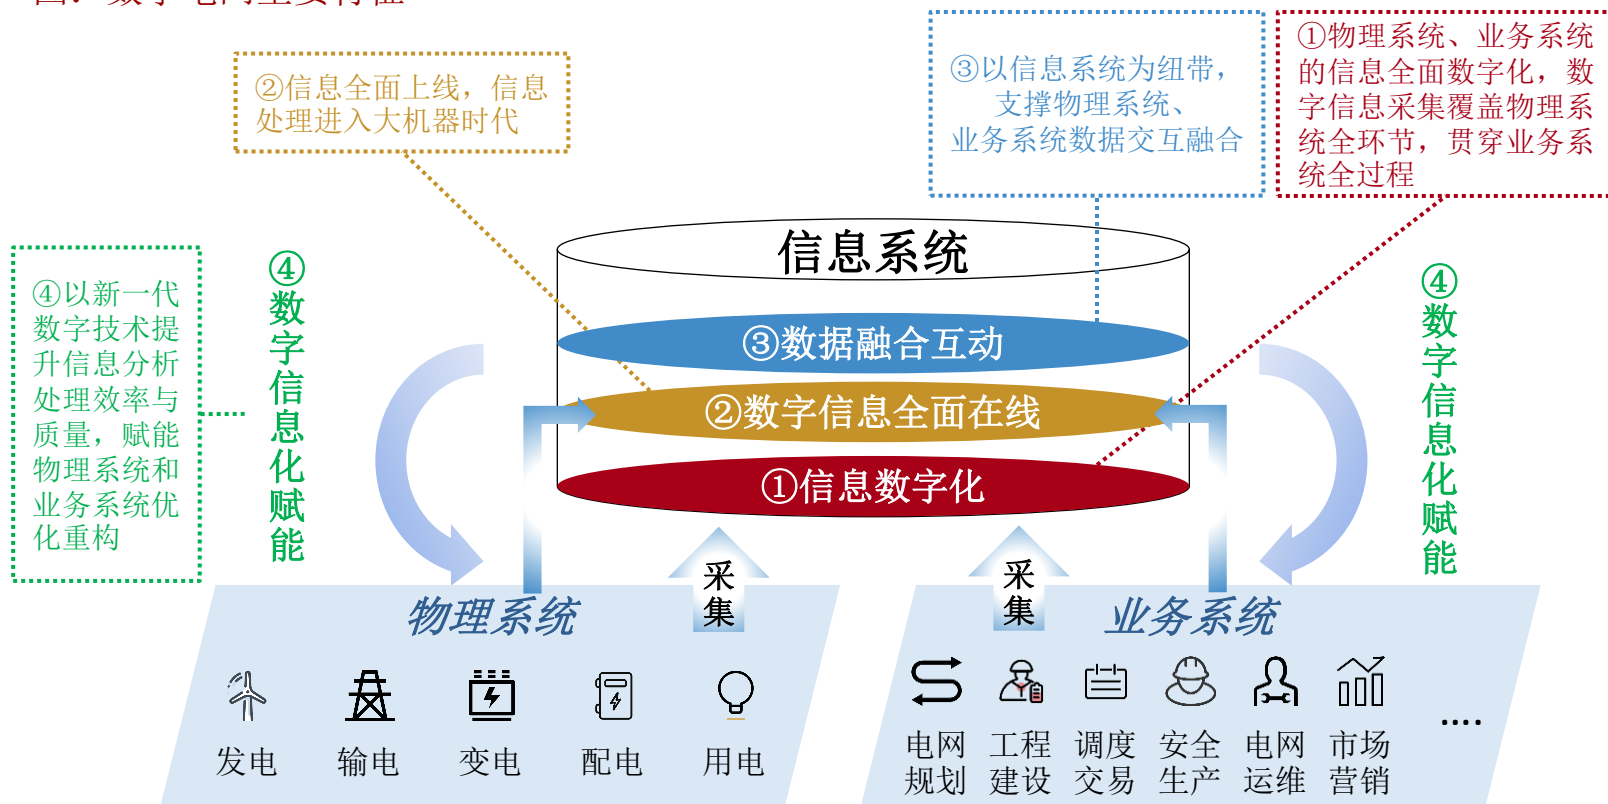 图：数字电网主要特征
②信息全面上线，信息
处理进入大机器时代
③以信息系统为纽带，
支撑物理系统、
业务系统数据交互融合
①物理系统、业务系统
的信息全面数字化，数
字信息采集覆盖物理系
统全环节，贯穿业务系
统全过程
④以新一代
数字技术提
升信息分析
处理效率与
质量，赋能
物理系统和
业务系统优
化重构
④数字信息化赋能
信息系统
③数据融合互动
②数字信息全面在线
①信息数字化
④数字信息化赋能
采集
采集
物理系统
发电
输电
变电
配电
用电
业务系统
电网
规划
工程
建设
调度
交易
安全
生产
电网
运维
市场
营销
....